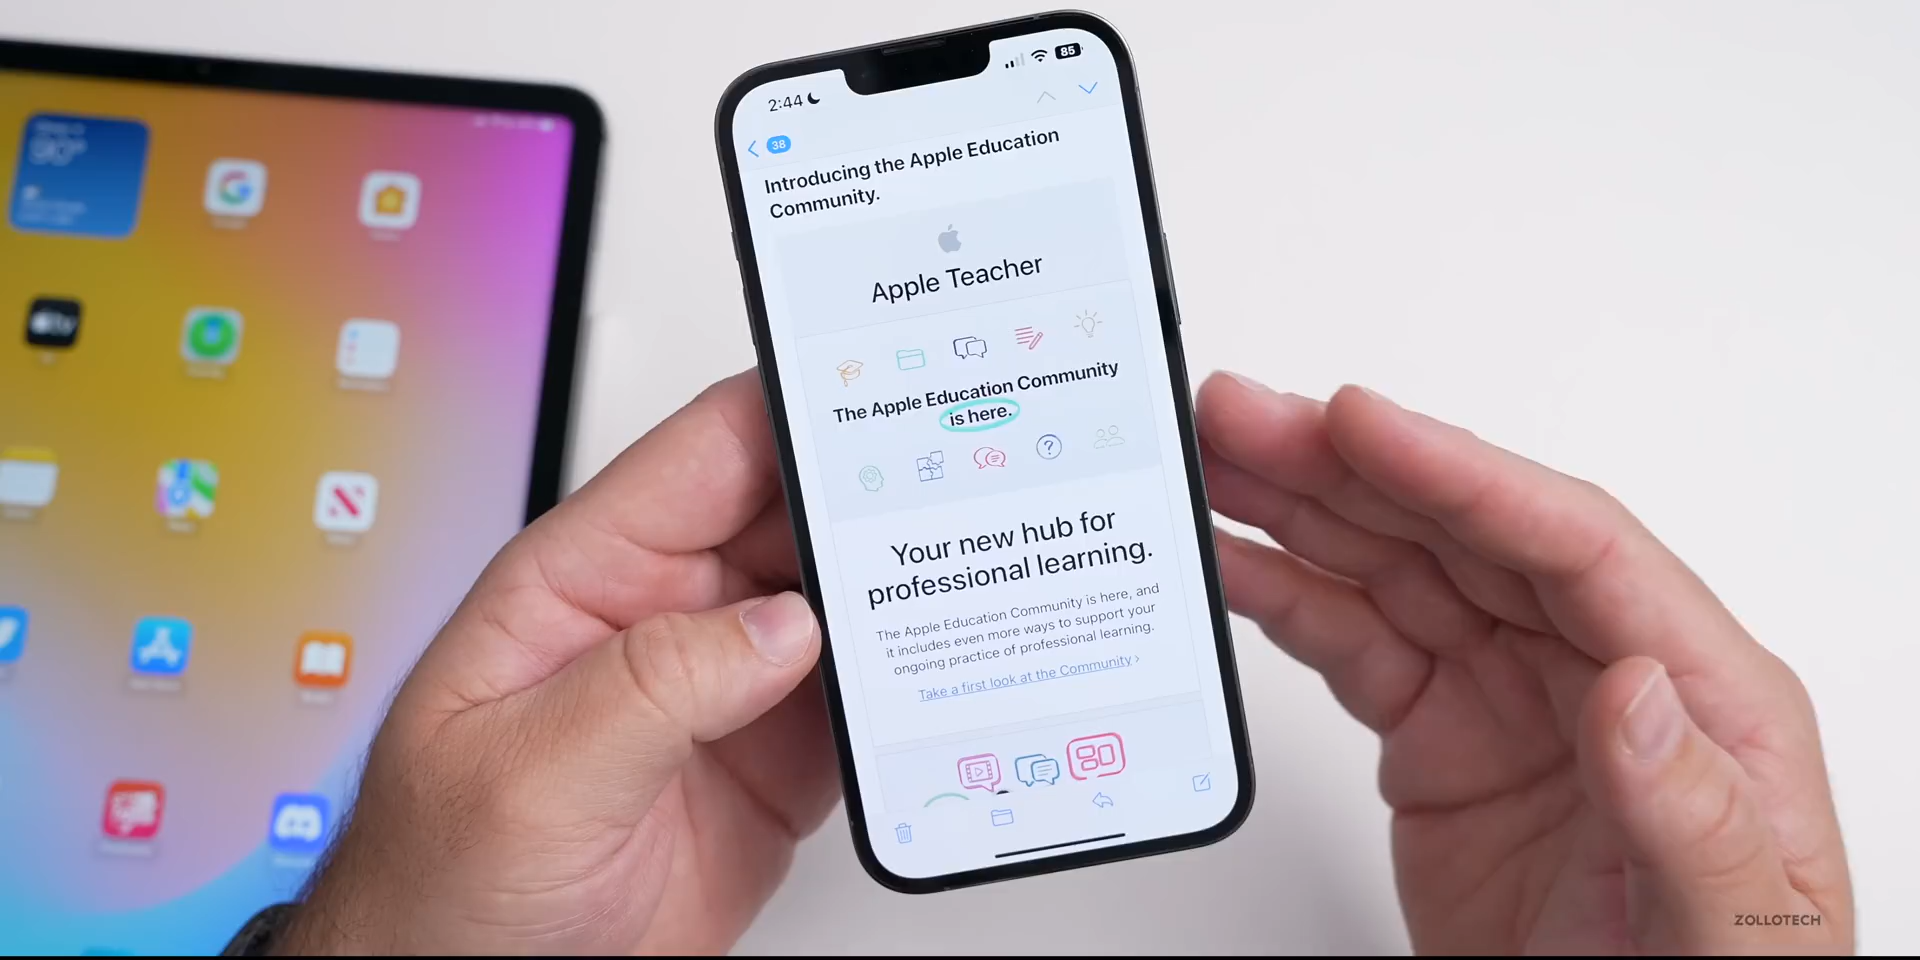 90°
tv
2:44
85
38
Introducing the Apple Education
Community.
Apple Teacher
The Apple Education Community
is here.
?
Your new hub for
professional learning.
The Apple Education Community is here, and
it includes even more ways to support your
ongoing practice of professional learning.
Take a first look at the Community ›
ZOLLOTECH